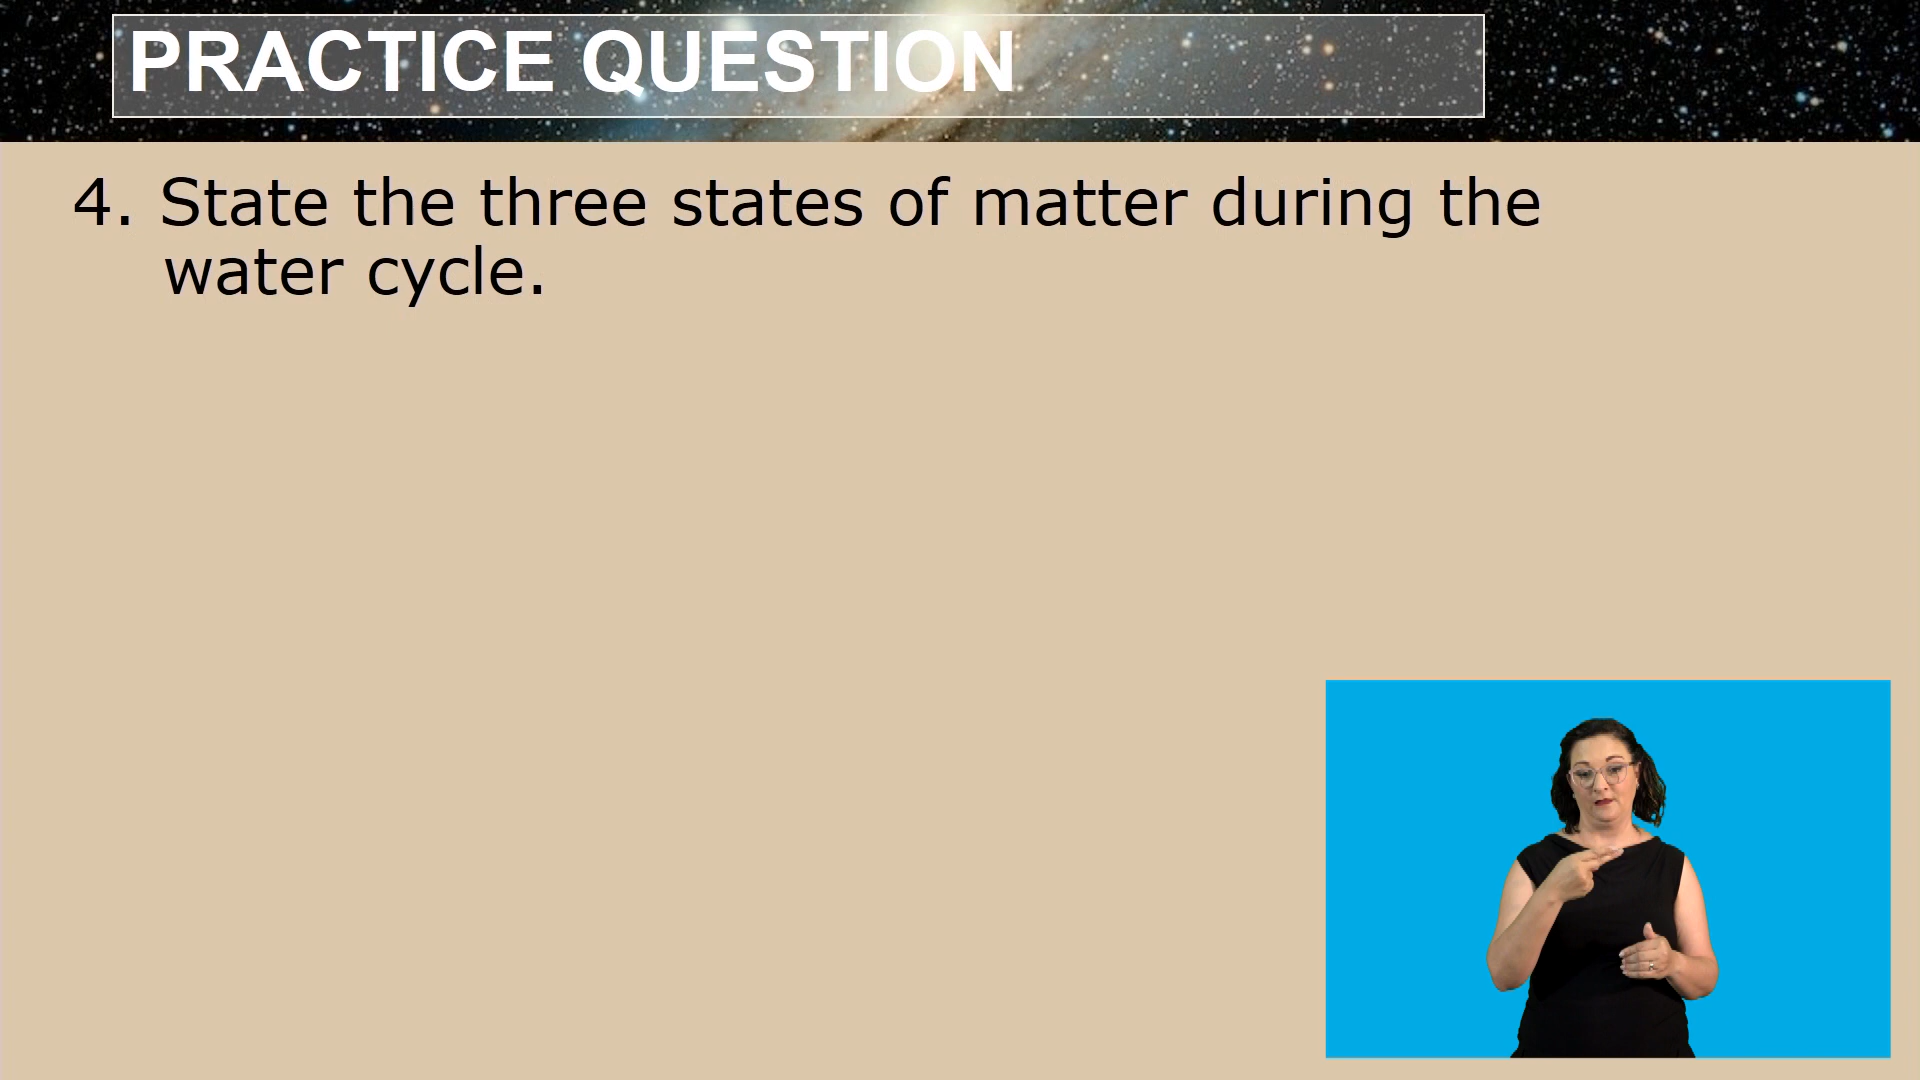 PRACTICE QUESTION
4. State the three states of matter during the
water cycle.